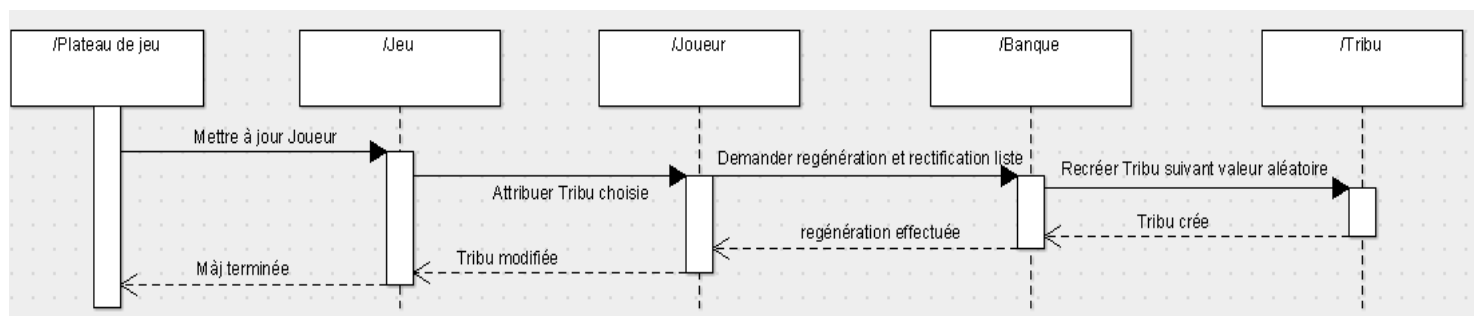 /Plateau de jeu
/Jeu
/Joueur
/Banque
/Tribu
Mettre à jour Joueur
Attribuer Tribu choisie
Demander regénération et rectification liste
Recréer Tribu suivant valeur aléatoire
Tribu crée
regénération effectuée
Tribu modifiée
Màj terminée